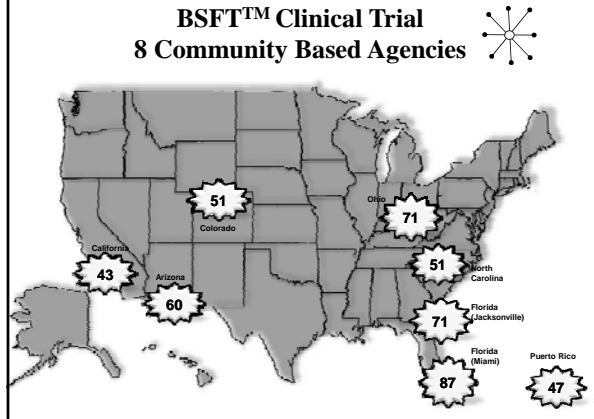 BSFT™ Clinical Trial
8 Community Based Agencies
51
Colorado
Ohio
71
California
43
Arizona
60
51
North
Carolina
71
Florida
(Jacksonville)
Florida
(Miami)
87
Puerto Rico
47